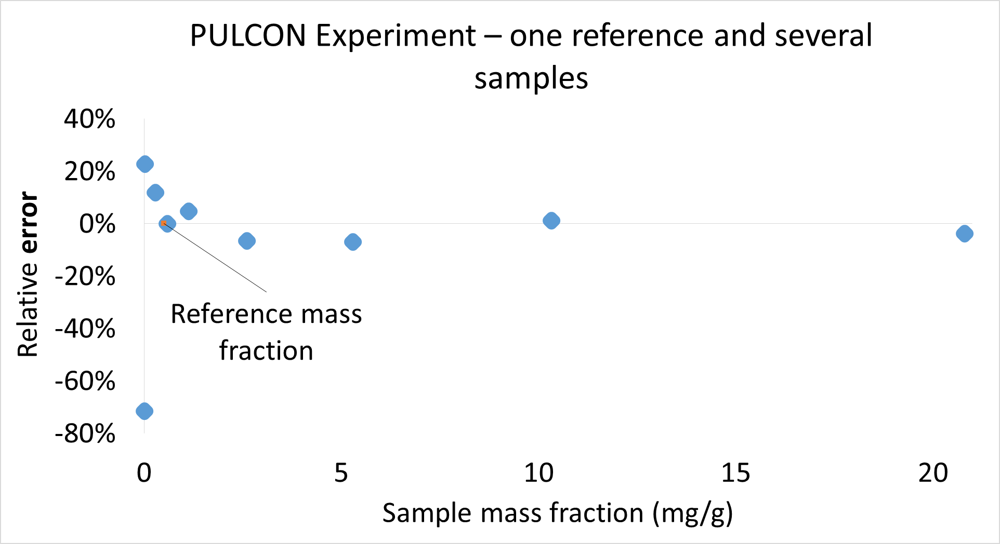 PULCON Experiment – one reference and several
samples
40%
20%
0%
-20%
-40%
-60%
-80%
Relative error
Reference mass
fraction
0 5 10 15 20
Sample mass fraction (mg/g)